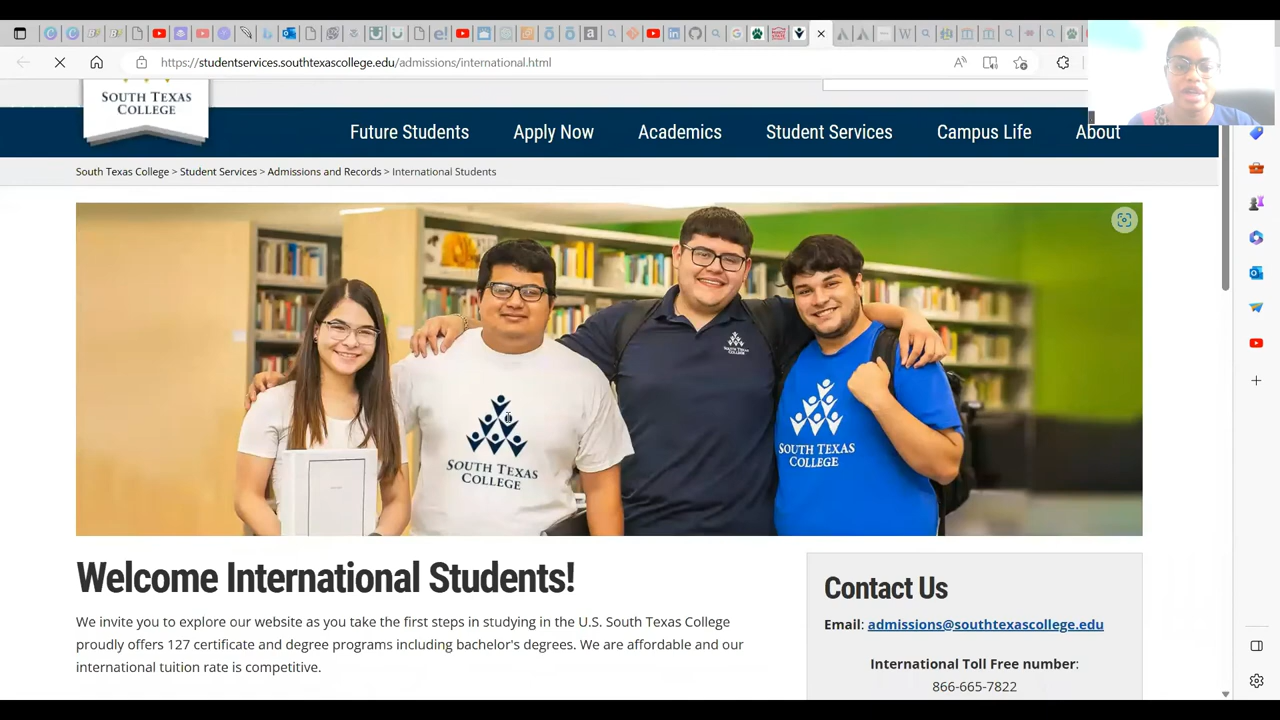 https://studentservices.southtexascollege.edu/admissions/international.html
SOUTH TEXAS
COLLEGE
Future Students
Apply Now
Academics
Student Services
Campus Life
About
South Texas College > Student Services > Admissions and Records > International Students
SOUTH TEXAS
COLLEGE
SOUTH TEXAS
COLLEGE
SOUTH TEXAS
COLLEGE
Welcome International Students!
We invite you to explore our website as you take the first steps in studying in the U.S. South Texas College
proudly offers 127 certificate and degree programs including bachelor's degrees. We are affordable and our
international tuition rate is competitive.
Contact Us
Email: admissions@southtexascollege.edu
International Toll Free number:
866-665-7822